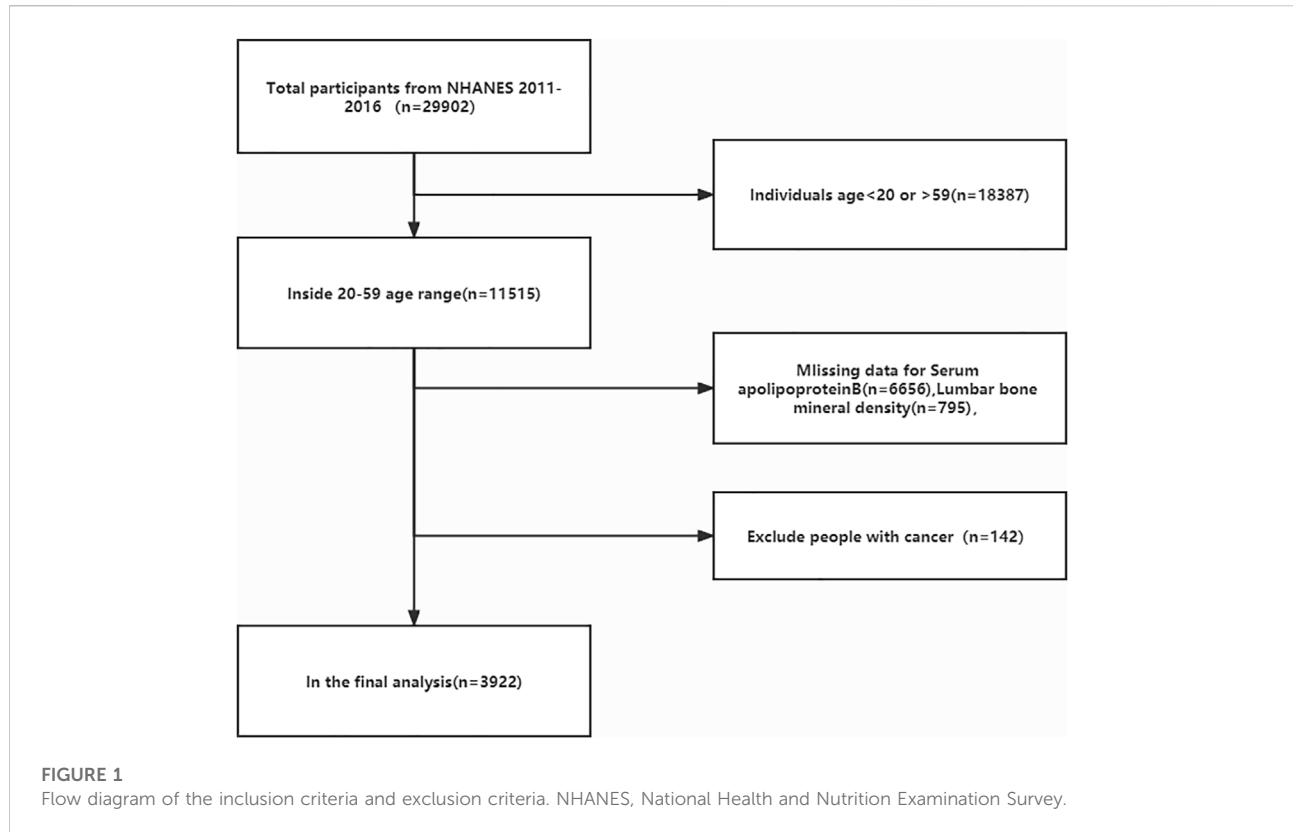 Total participants from NHANES 2011-
2016 (n=29902)
Individuals age<20 or >59(n=18387)
Inside 20-59 age range(n=11515)
Mlissing data for Serum
apolipoproteinB(n=6656),Lumbar bone
mineral density(n=795),
Exclude people with cancer (n=142)
In the final analysis(n=3922)
FIGURE 1
Flow diagram of the inclusion criteria and exclusion criteria. NHANES, National Health and Nutrition Examination Survey.